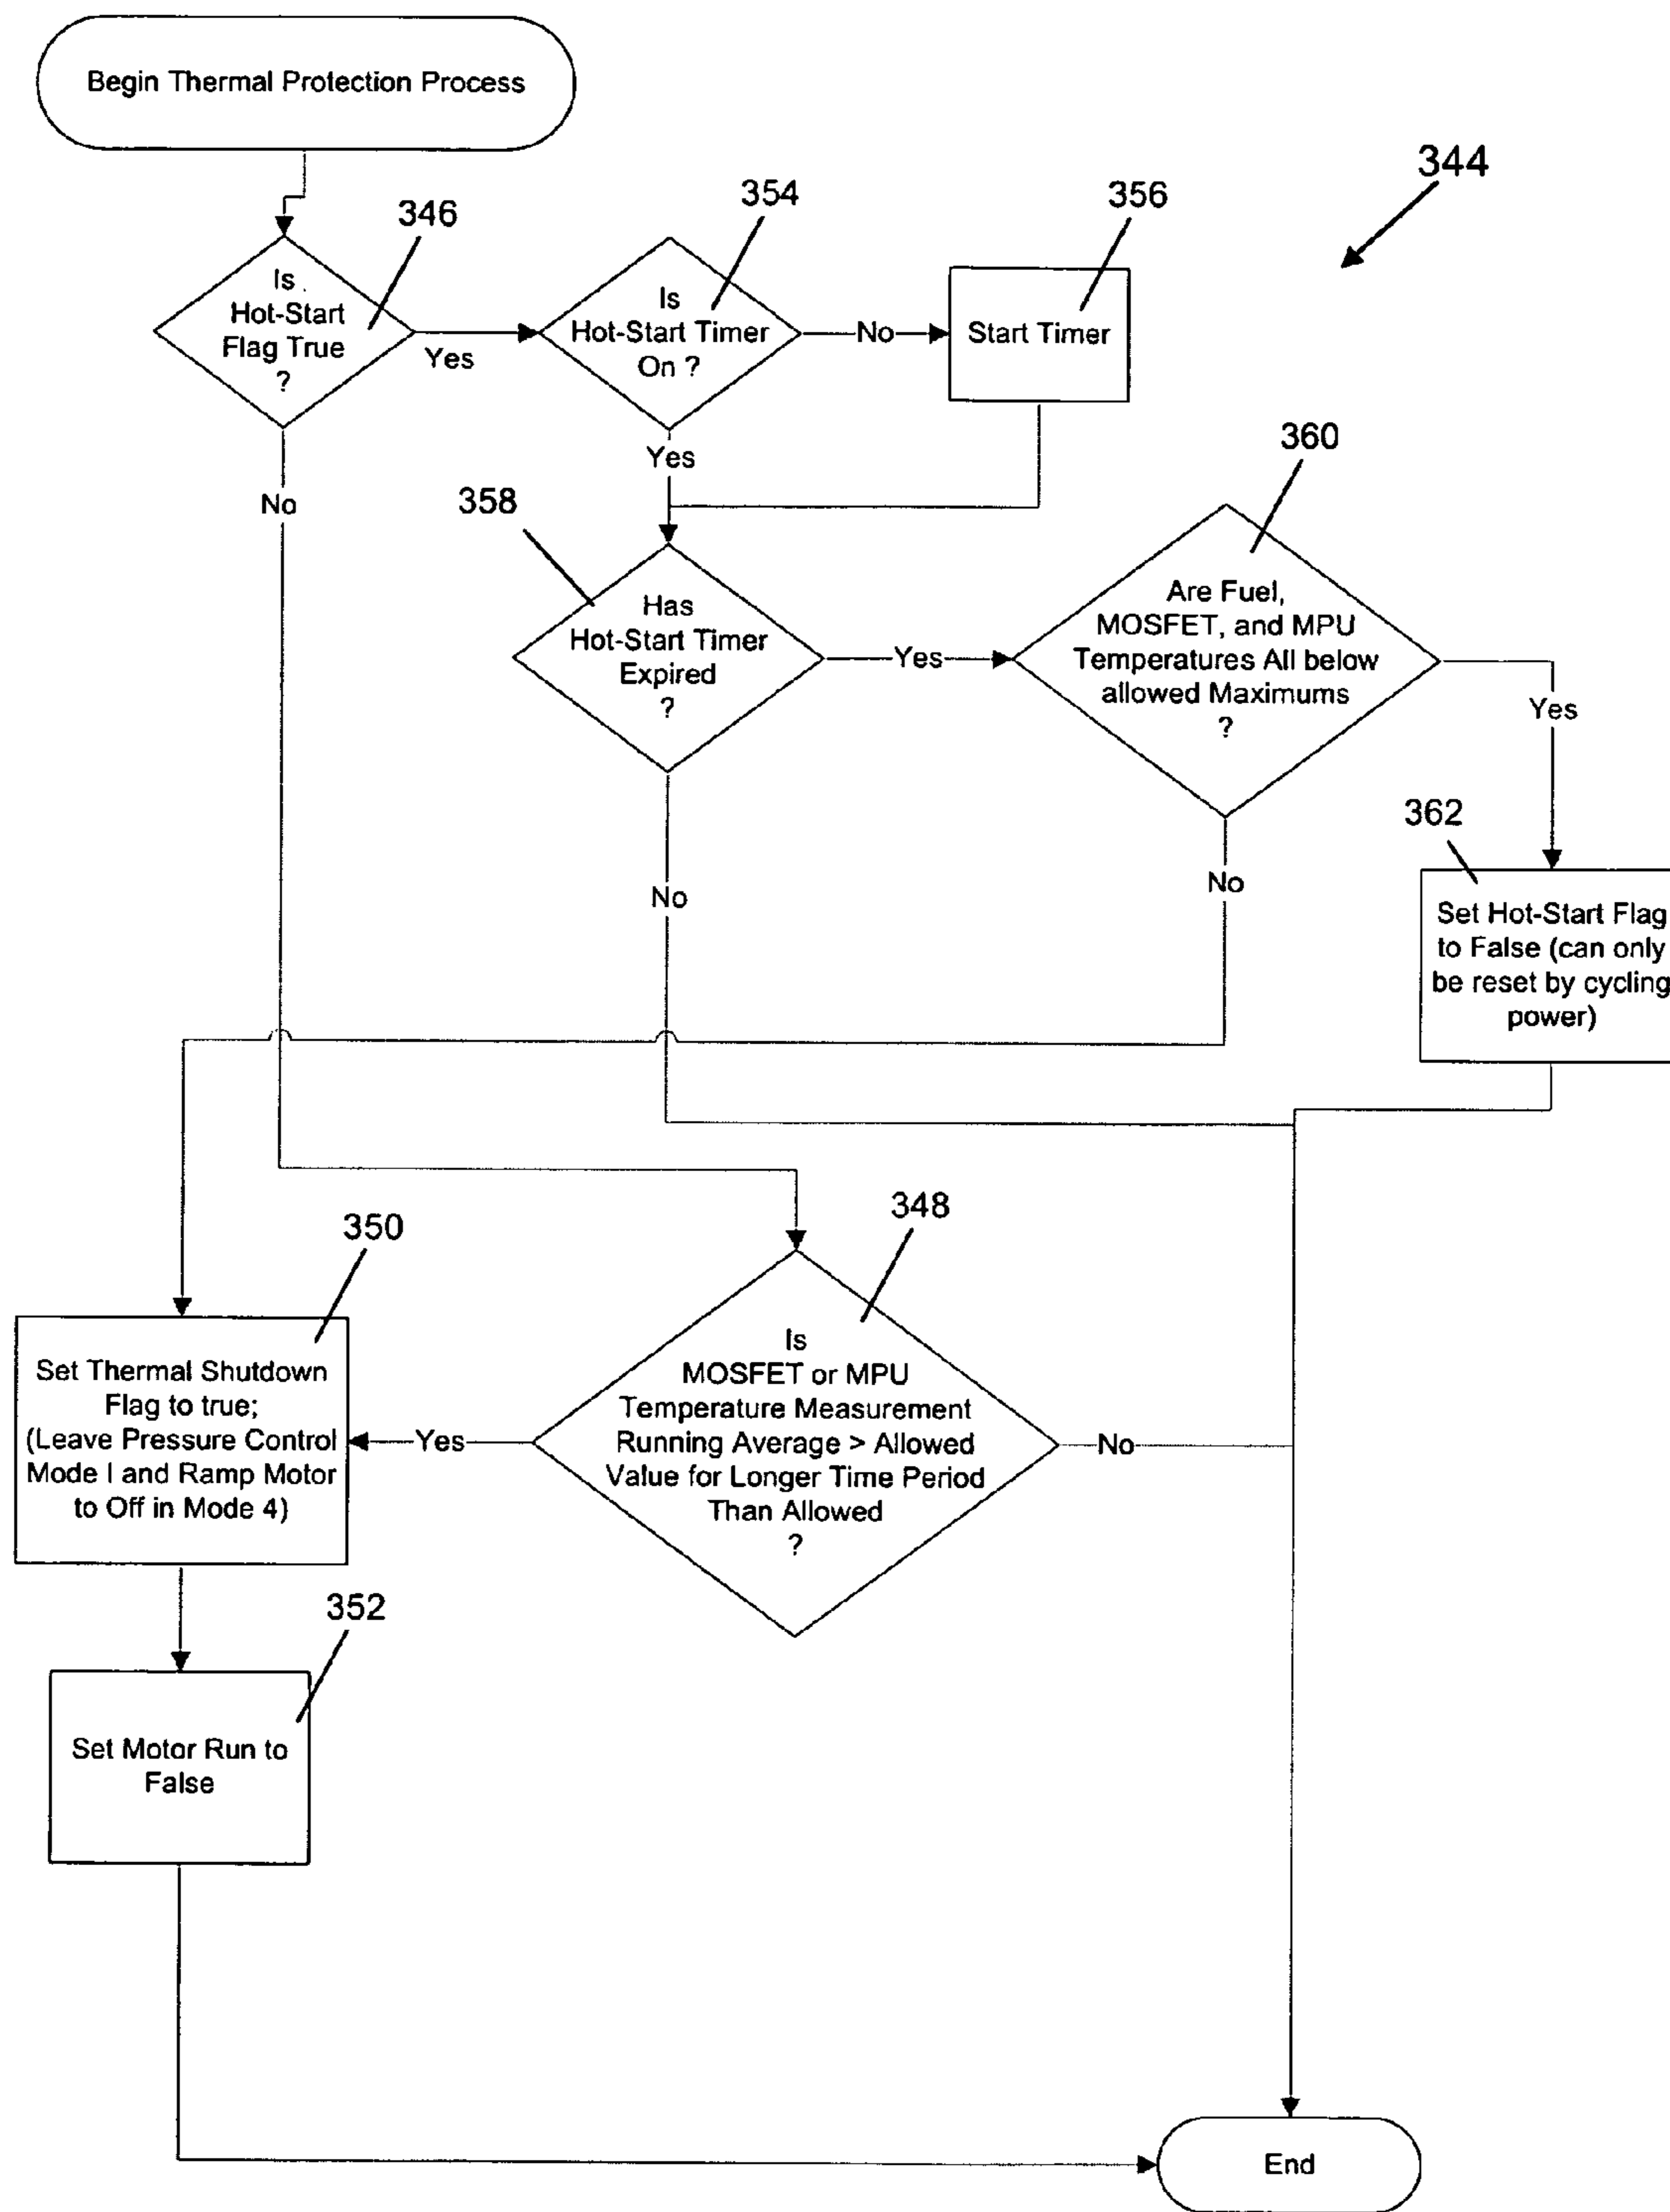 Begin Thermal Protection Process
344
354
356
346
Is
Hot-Start
Flag True
?
Yes
Is
Hot-Start Timer
On ?
No
Start Timer
Yes
No
360
358
Has
Hot-Start Timer
Expired
?
Yes
Are Fuel,
MOSFET, and MPU
Temperatures All below
allowed Maximums
?
Yes
362
No
No
Set Hot-Start Flag
to False (can only
be reset by cycling
power)
348
350
Set Thermal Shutdown
Flag to true;
(Leave Pressure Control
Mode I and Ramp Motor
to Off in Mode 4)
Yes
Is
MOSFET or MPU
Temperature Measurement
Running Average > Allowed
Value for Longer Time Period
Than Allowed
?
No
352
Set Motor Run to
False
End